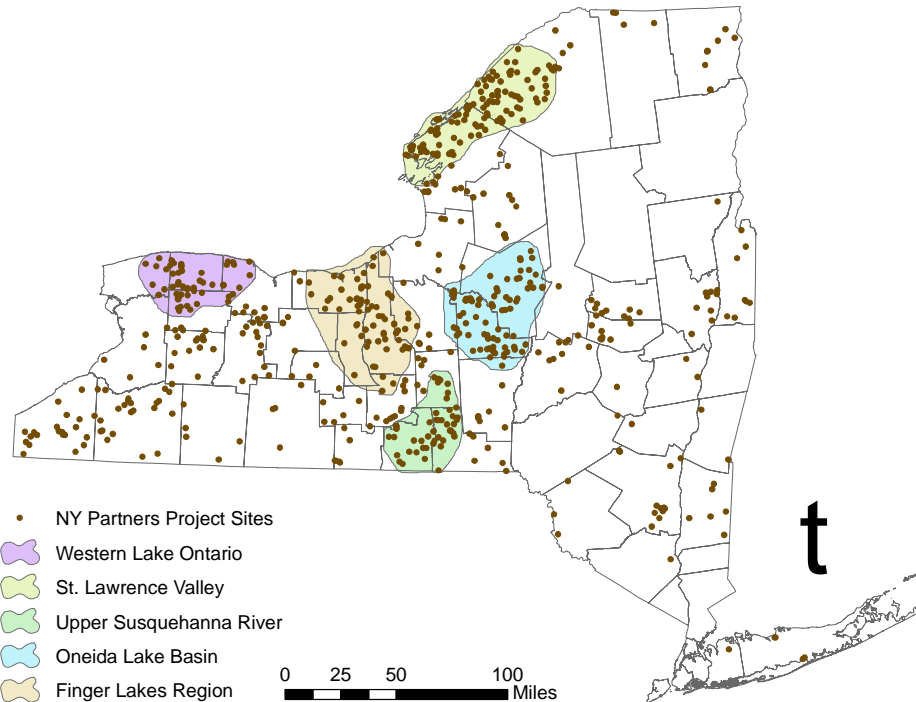 t
NY Partners Project Sites
Western Lake Ontario
St. Lawrence Valley
Upper Susquehanna River
Oneida Lake Basin
Finger Lakes Region
0 25 50 100
Miles